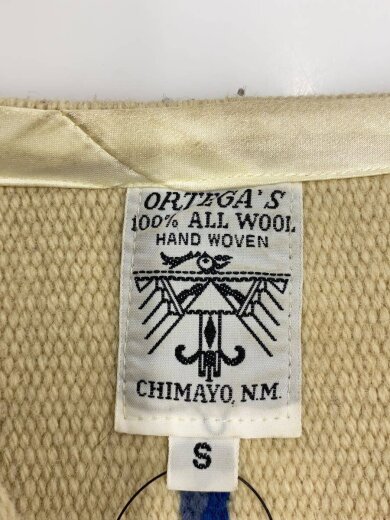 ORTEGA'S
100% ALL WOOL
HAND WOVEN
CHIMAYO, N.M.
S